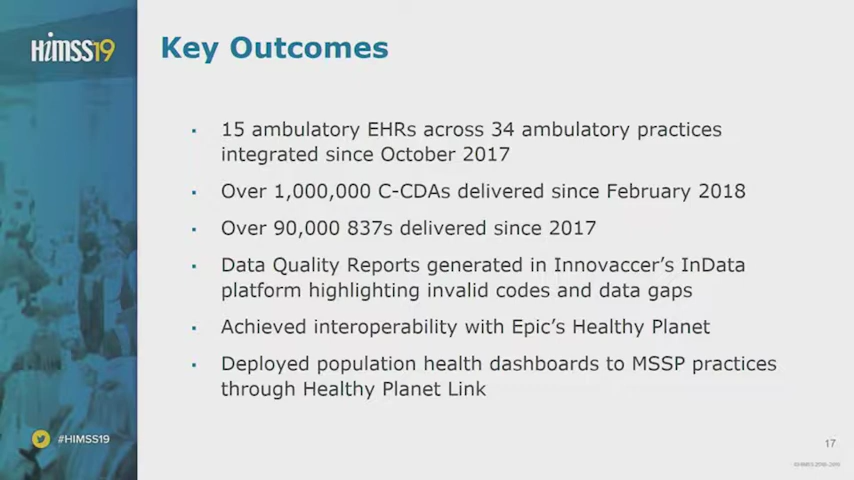 HiMSS19
Key Outcomes
15 ambulatory EHRs across 34 ambulatory practices
integrated since October 2017
Over 1,000,000 C-CDAs delivered since February 2018
Over 90,000 837s delivered since 2017
Data Quality Reports generated in Innovaccer's InData
platform highlighting invalid codes and data gaps
Achieved interoperability with Epic's Healthy Planet
Deployed population health dashboards to MSSP practices
through Healthy Planet Link
#HIMSS19
17